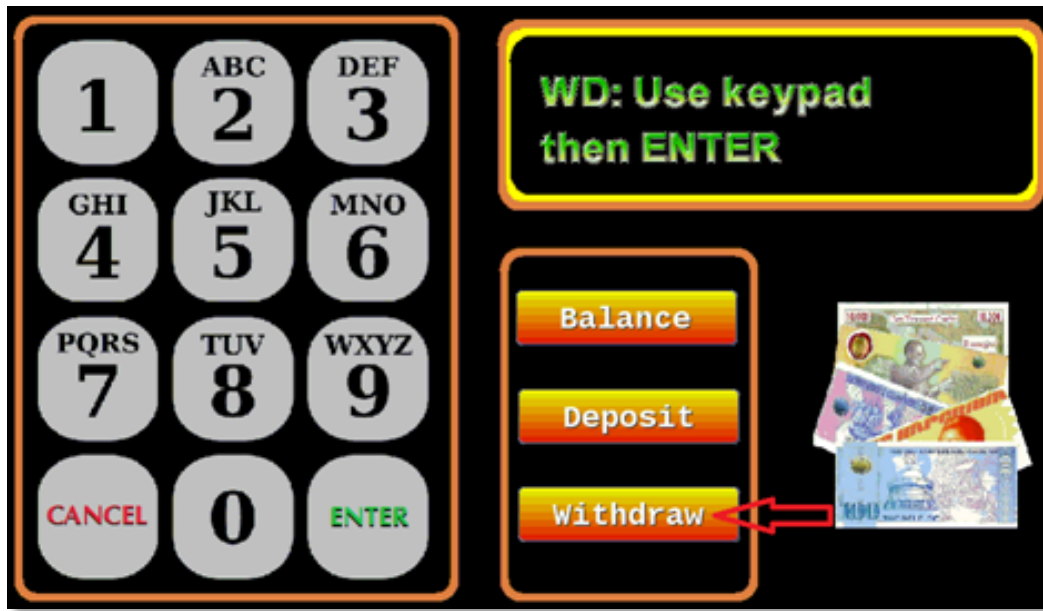 1
ABC
2
DEF
3
GHI
4
JKL
5
MNO
6
PQRS
7
TUV
8
WXYZ
9
CANCEL
0
ENTER
WD: Use keypad
then ENTER
Balance
Deposit
Withdraw